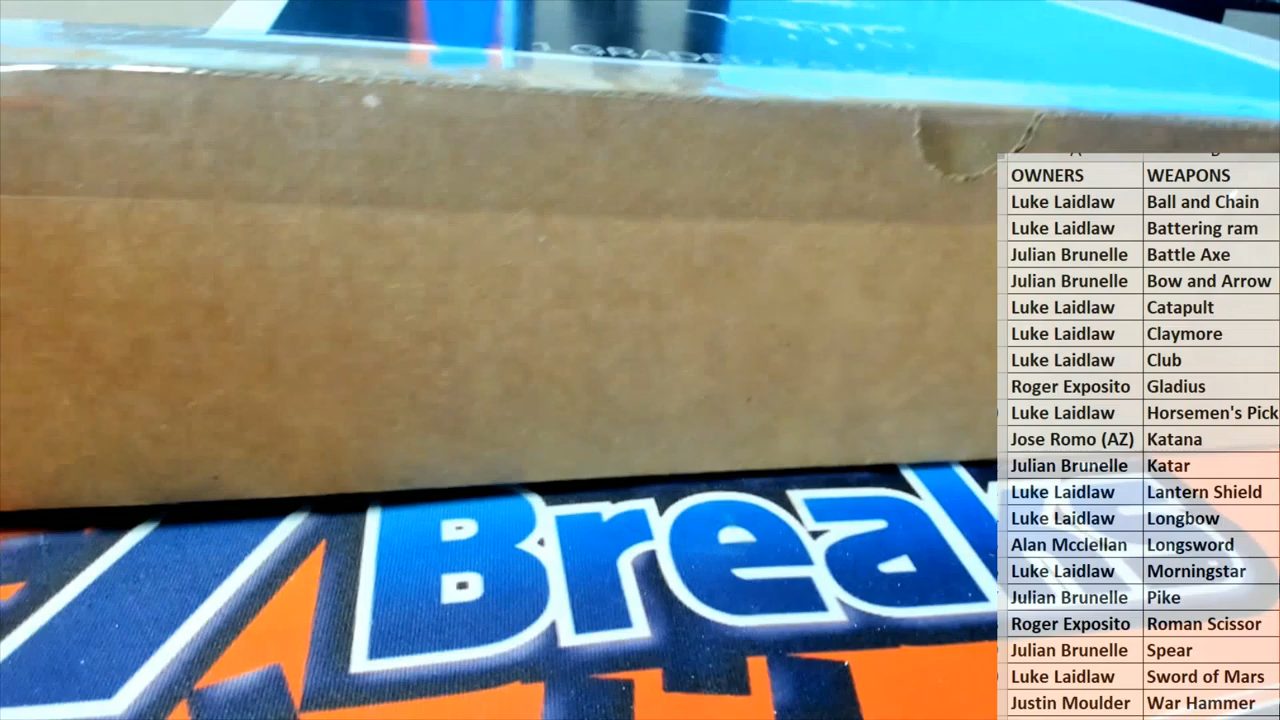 1 GRADED
OWNERS WEAPONS
Luke Laidlaw Ball and Chain
Luke Laidlaw Battering ram
Julian Brunelle Battle Axe
Julian Brunelle Bow and Arrow
Luke Laidlaw Catapult
Luke Laidlaw Claymore
Luke Laidlaw Club
Roger Exposito Gladius
Luke Laidlaw Horsemen's Pick
Jose Romo (AZ) Katana
Julian Brunelle Katar
Luke Laidlaw Lantern Shield
Luke Laidlaw Longbow
Alan Mcclellan Longsword
Luke Laidlaw Morningstar
Julian Brunelle Pike
Roger Exposito Roman Scissor
Julian Brunelle Spear
Luke Laidlaw Sword of Mars
Justin Moulder War Hammer
Breaks